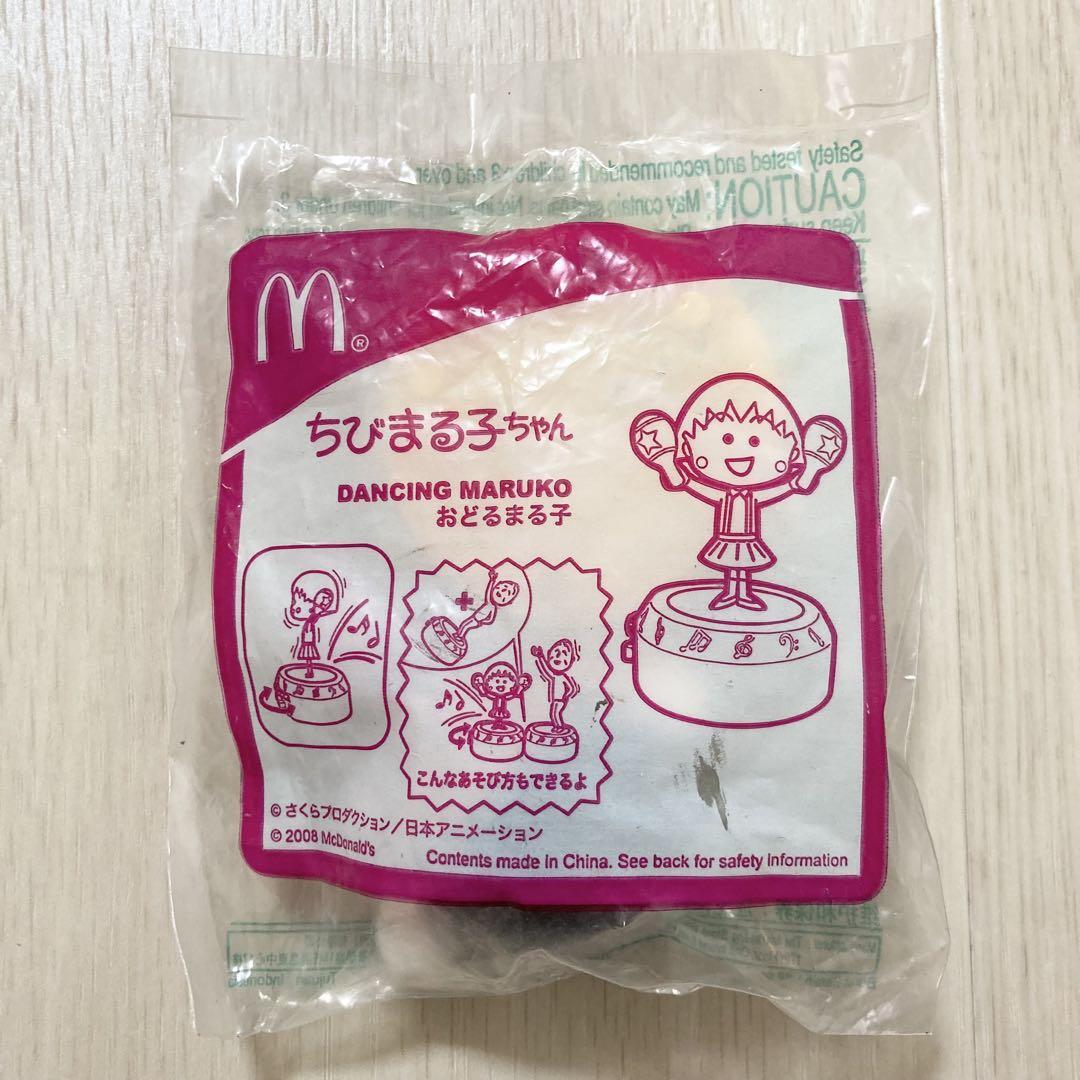 Safety tested and recommended for children 3 and over
CAUTION: May contain
M®
ちびまる子ちゃん
DANCING MARUKO
おどるまる子
こんなあそび方もできるよ
© さくらプロダクション/日本アニメーション
© 2008 McDonald's
Contents made in China. See back for safety information
Indonesia